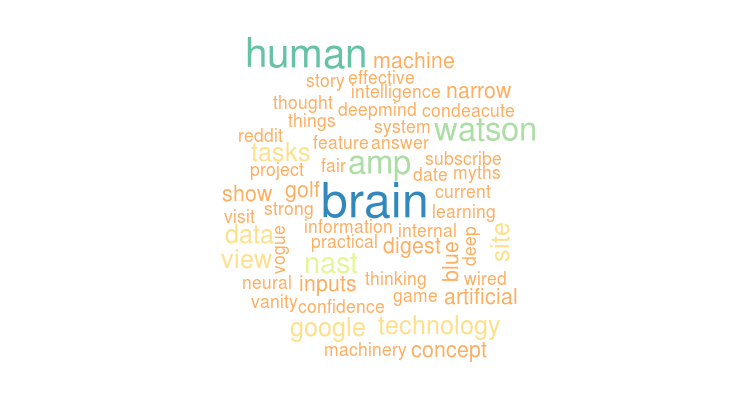 human machine
story effective
intelligence narrow
thought deepmind condeacute
things system watson
reddit feature answer
tasks fair amp subscribe
project date myths
show golf brain current
visit strong learning
data information internal
vogue practical digest blue deep site
view nast
neural inputs thinking wired
vanity confidence game artificial
google technology
machinery concept